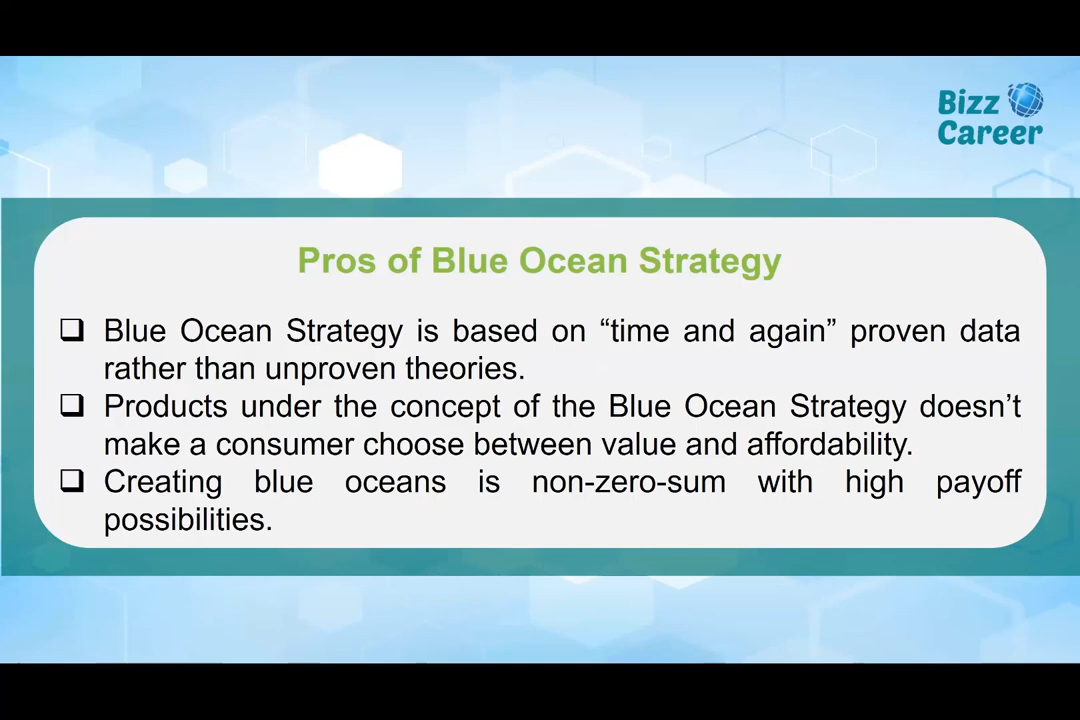 Bizz
Career
Pros of Blue Ocean Strategy
❑ Blue Ocean Strategy is based on “time and again” proven data
rather than unproven theories.
❑ Products under the concept of the Blue Ocean Strategy doesn’t
make a consumer choose between value and affordability.
❑ Creating blue oceans is non-zero-sum with high payoff
possibilities.